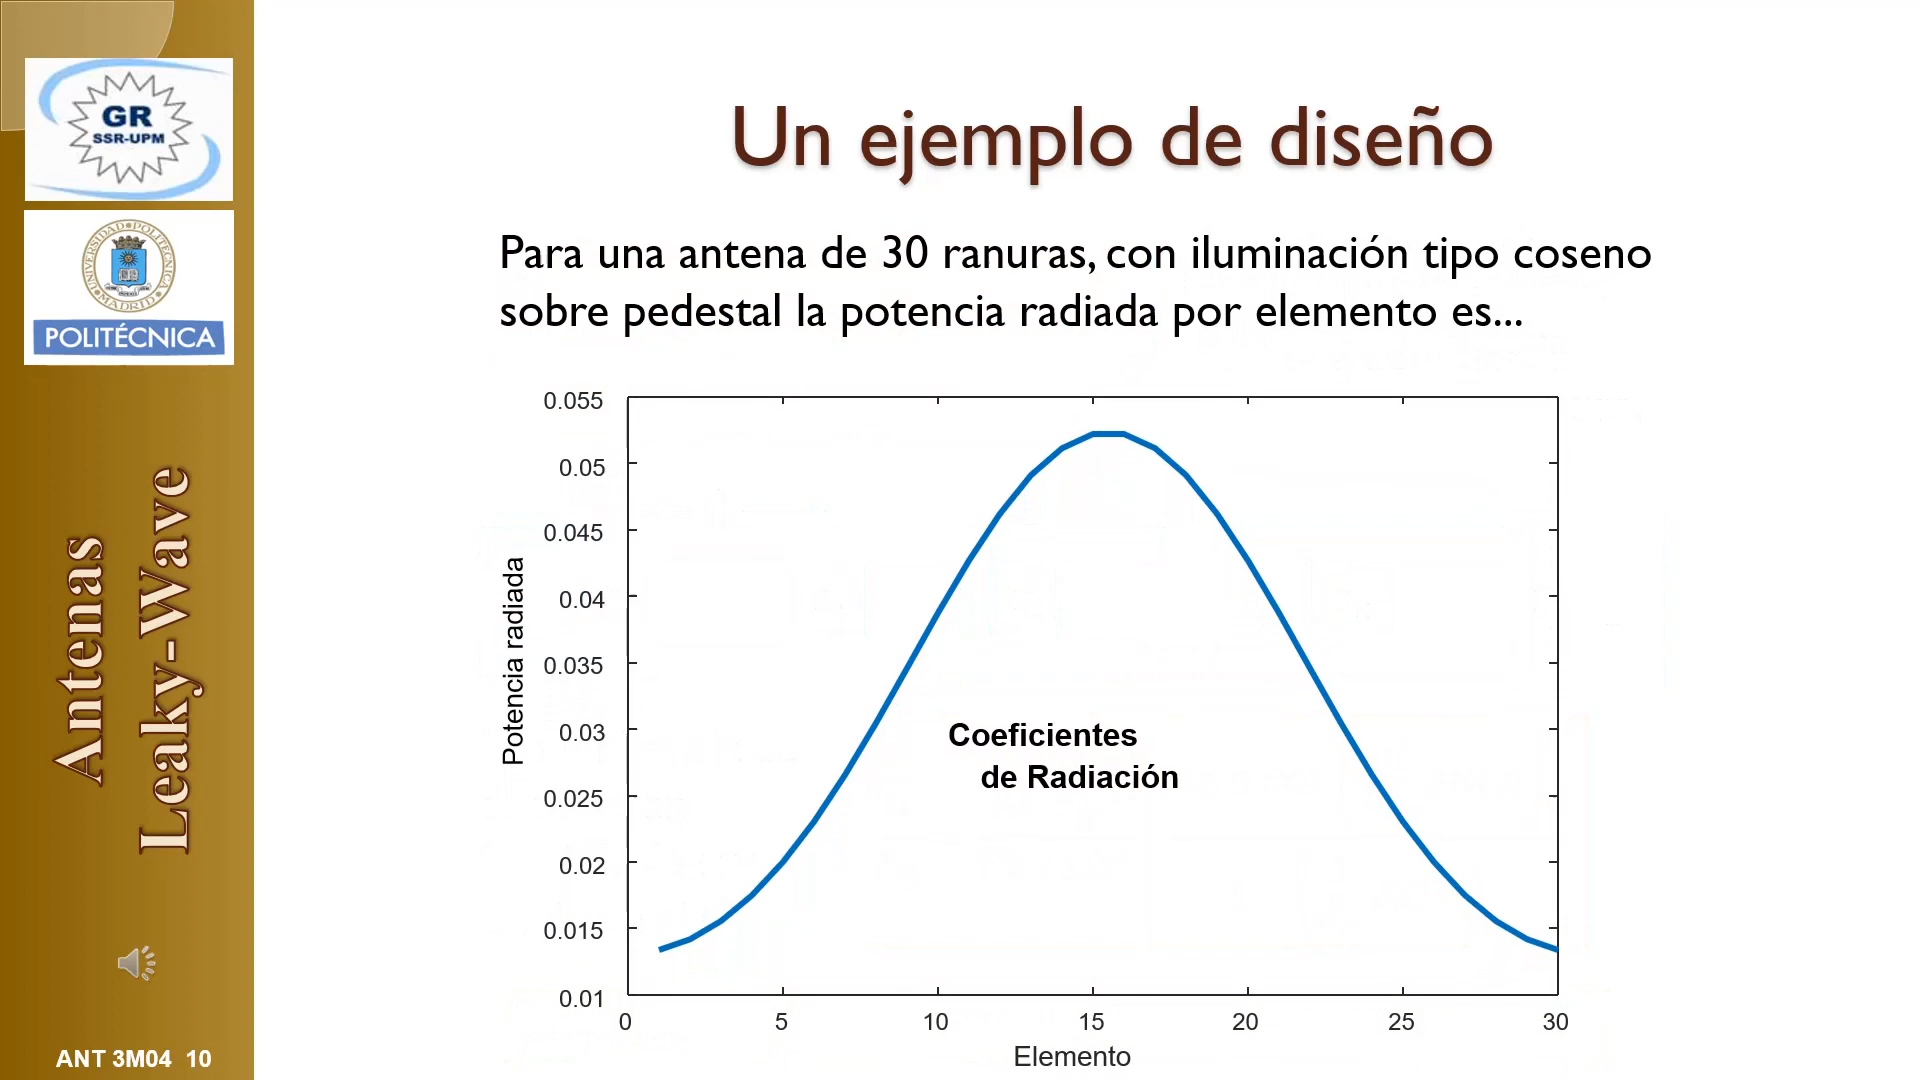 GR
SSR-UPM
UNIVERSIDAD POLITÉCNICA
MADRID
POLITÉCNICA
Antenas
Leaky-Wave
ANT 3M04 10
Un ejemplo de diseño
Para una antena de 30 ranuras, con iluminación tipo coseno
sobre pedestal la potencia radiada por elemento es...
0.055
0.05
0.045
0.04
0.035
0.03
0.025
0.02
0.015
0.01
Potencia radiada
Coeficientes
de Radiación
0 5 10 15 20 25 30
Elemento